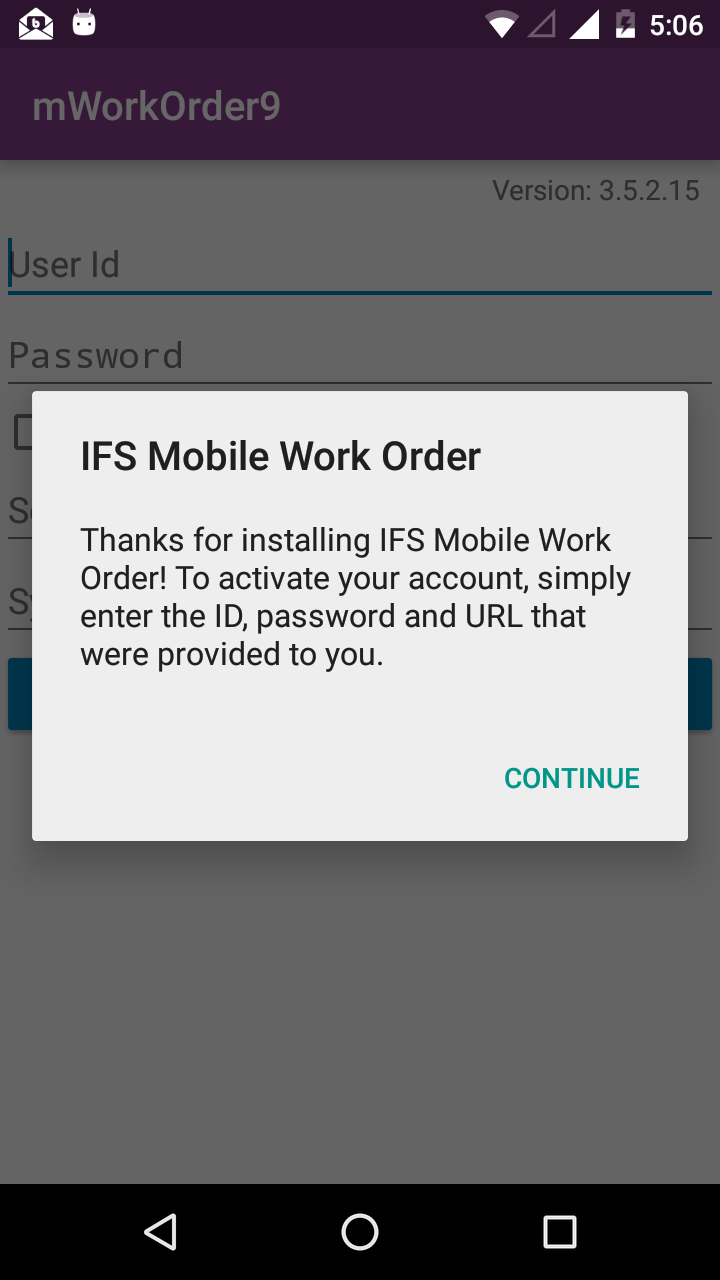 5:06
mWorkOrder9
Version: 3.5.2.15
User Id
Password
IFS Mobile Work Order
Thanks for installing IFS Mobile Work
Order! To activate your account, simply
enter the ID, password and URL that
were provided to you.
CONTINUE